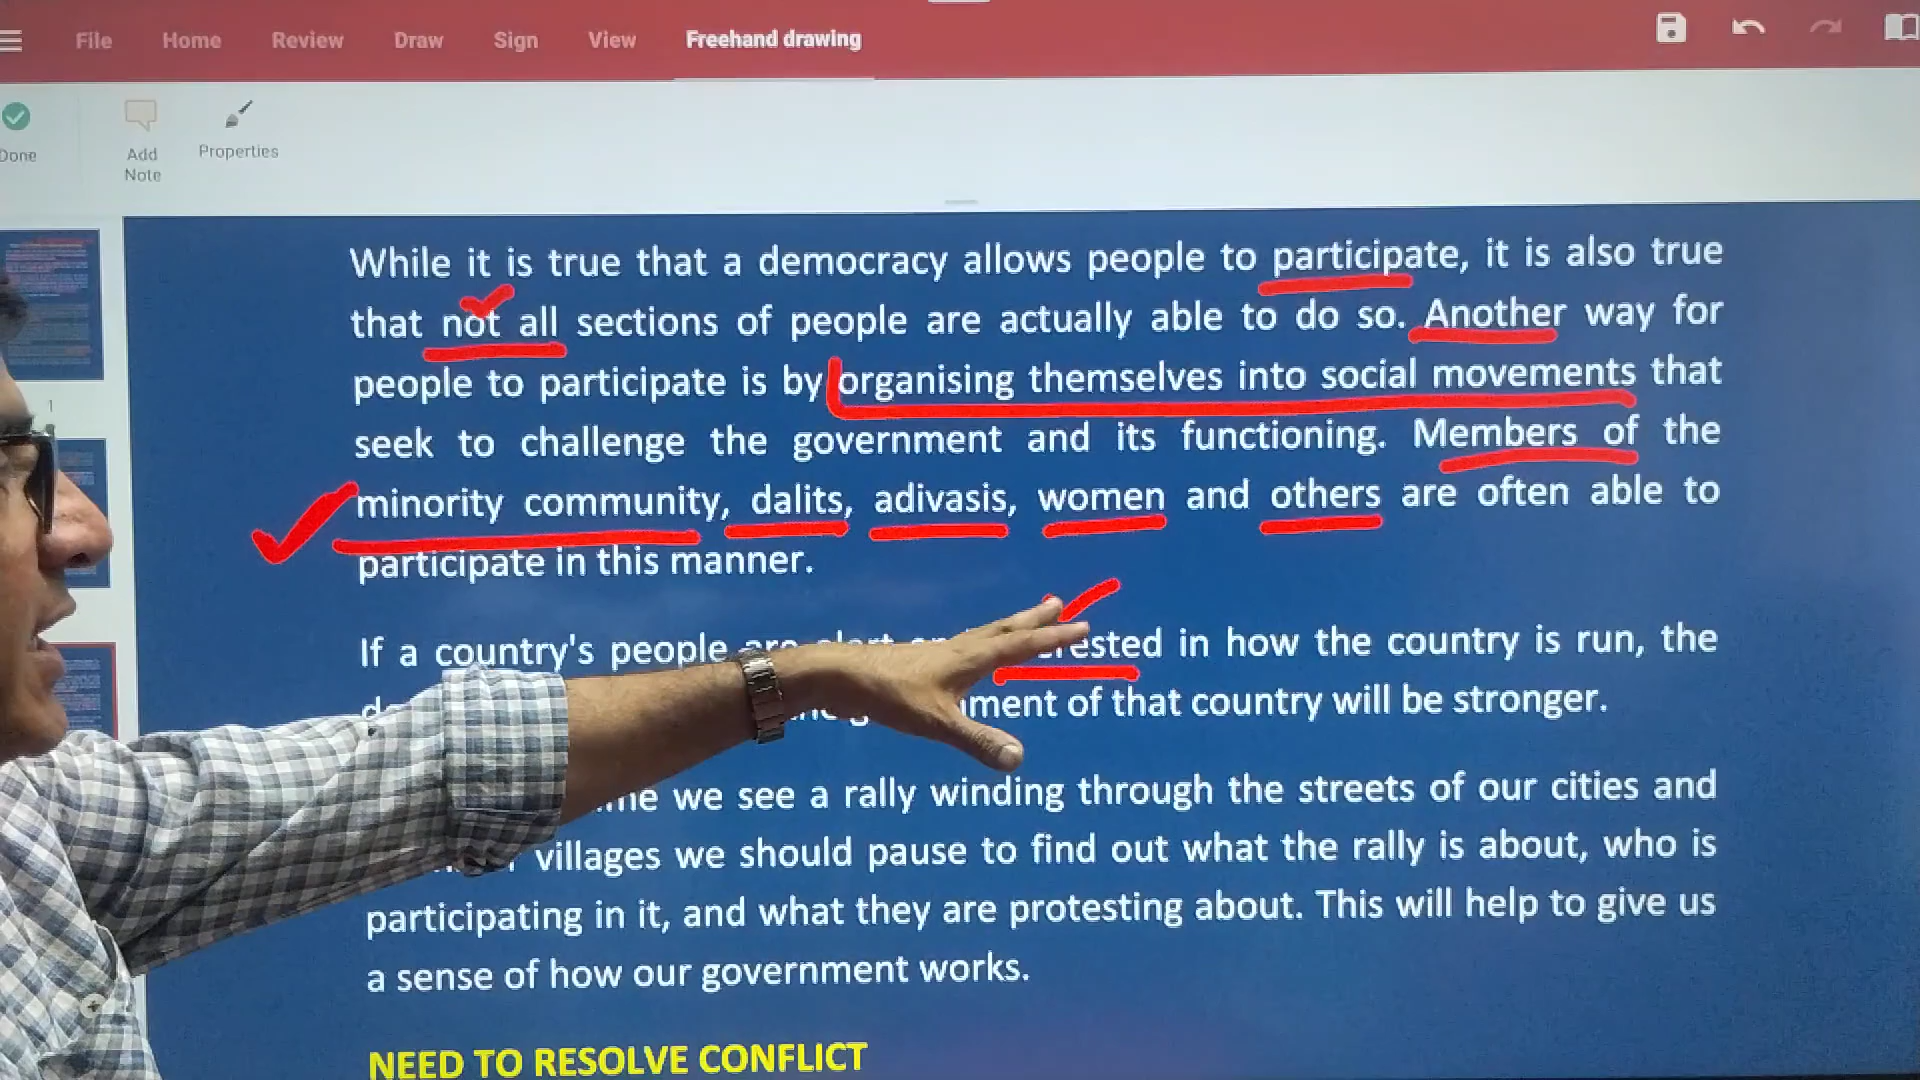 File Home Review Draw Sign View Freehand drawing
Done Add Note Properties
While it is true that a democracy allows people to participate, it is also true
that not all sections of people are actually able to do so. Another way for
people to participate is by organising themselves into social movements that
seek to challenge the government and its functioning. Members of the
minority community, dalits, adivasis, women and others are often able to
participate in this manner.
1
If a country's people are in how the country is run, the
of that country will be stronger.
we see a rally winding through the streets of our cities and
villages we should pause to find out what the rally is about, who is
participating in it, and what they are protesting about. This will help to give us
a sense of how our government works.
NEED TO RESOLVE CONFLICT